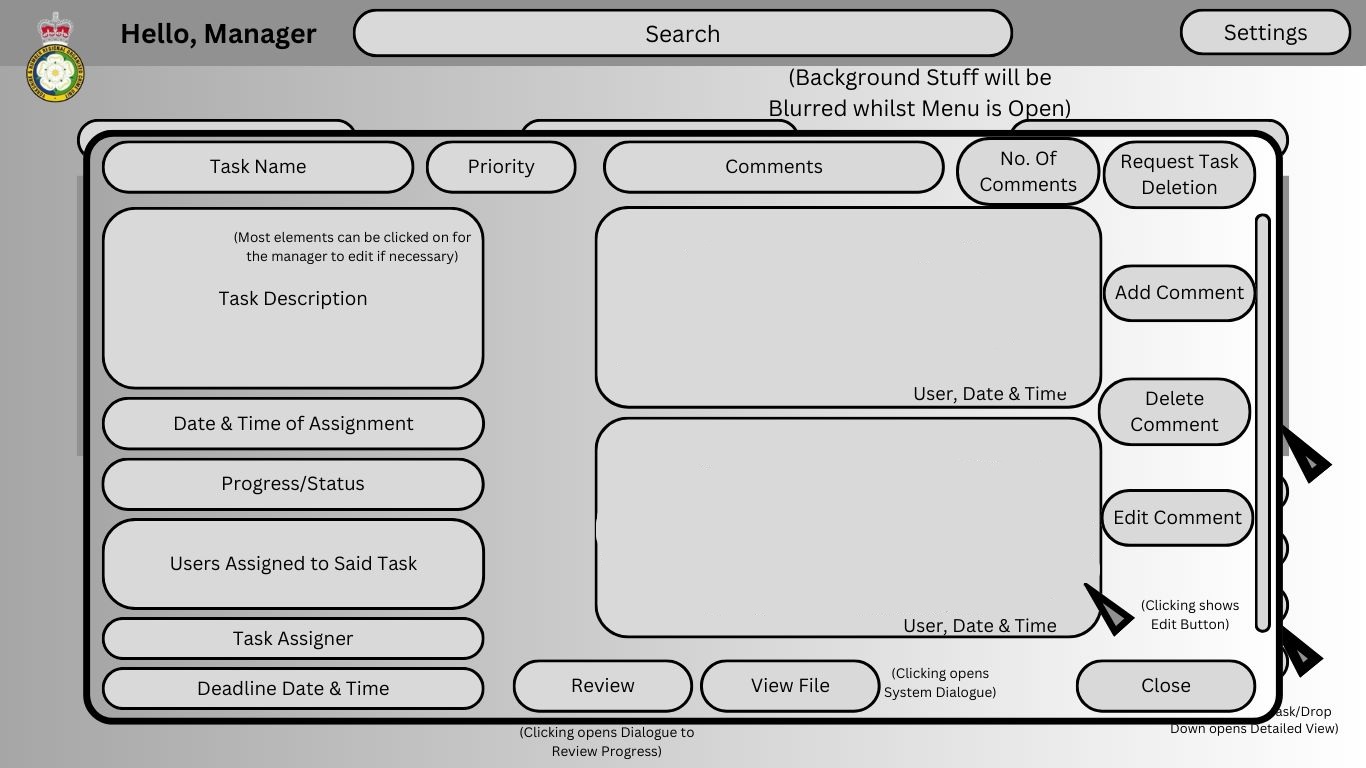 Hello, Manager
Search
Settings
(Background Stuff will be
Blurred whilst Menu is Open)
Task Name
Priority
Comments
No. Of
Comments
Request Task
Deletion
(Most elements can be clicked on for
the manager to edit if necessary)
Task Description
Add Comment
User, Date & Time
Delete
Comment
Date & Time of Assignment
Progress/Status
Edit Comment
Users Assigned to Said Task
(Clicking shows
Edit Button)
User, Date & Time
Task Assigner
Deadline Date & Time
Review
View File
(Clicking opens
System Dialogue)
Close
(Clicking opens Dialogue to
Review Progress)
ask/Drop
Down opens Detailed View)